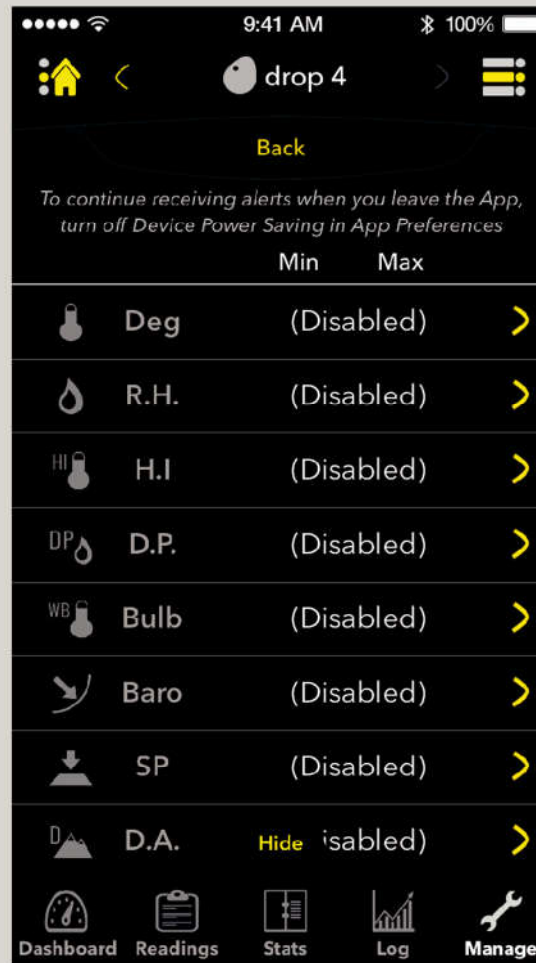 9:41 AM 100%
drop 4
Back
To continue receiving alerts when you leave the App,
turn off Device Power Saving in App Preferences
Min Max
Deg (Disabled)
R.H. (Disabled)
HI H.I (Disabled)
DP D.P. (Disabled)
WB Bulb (Disabled)
Baro (Disabled)
SP (Disabled)
D D.A. Hide isabled)
Dashboard Readings Stats Log Manage